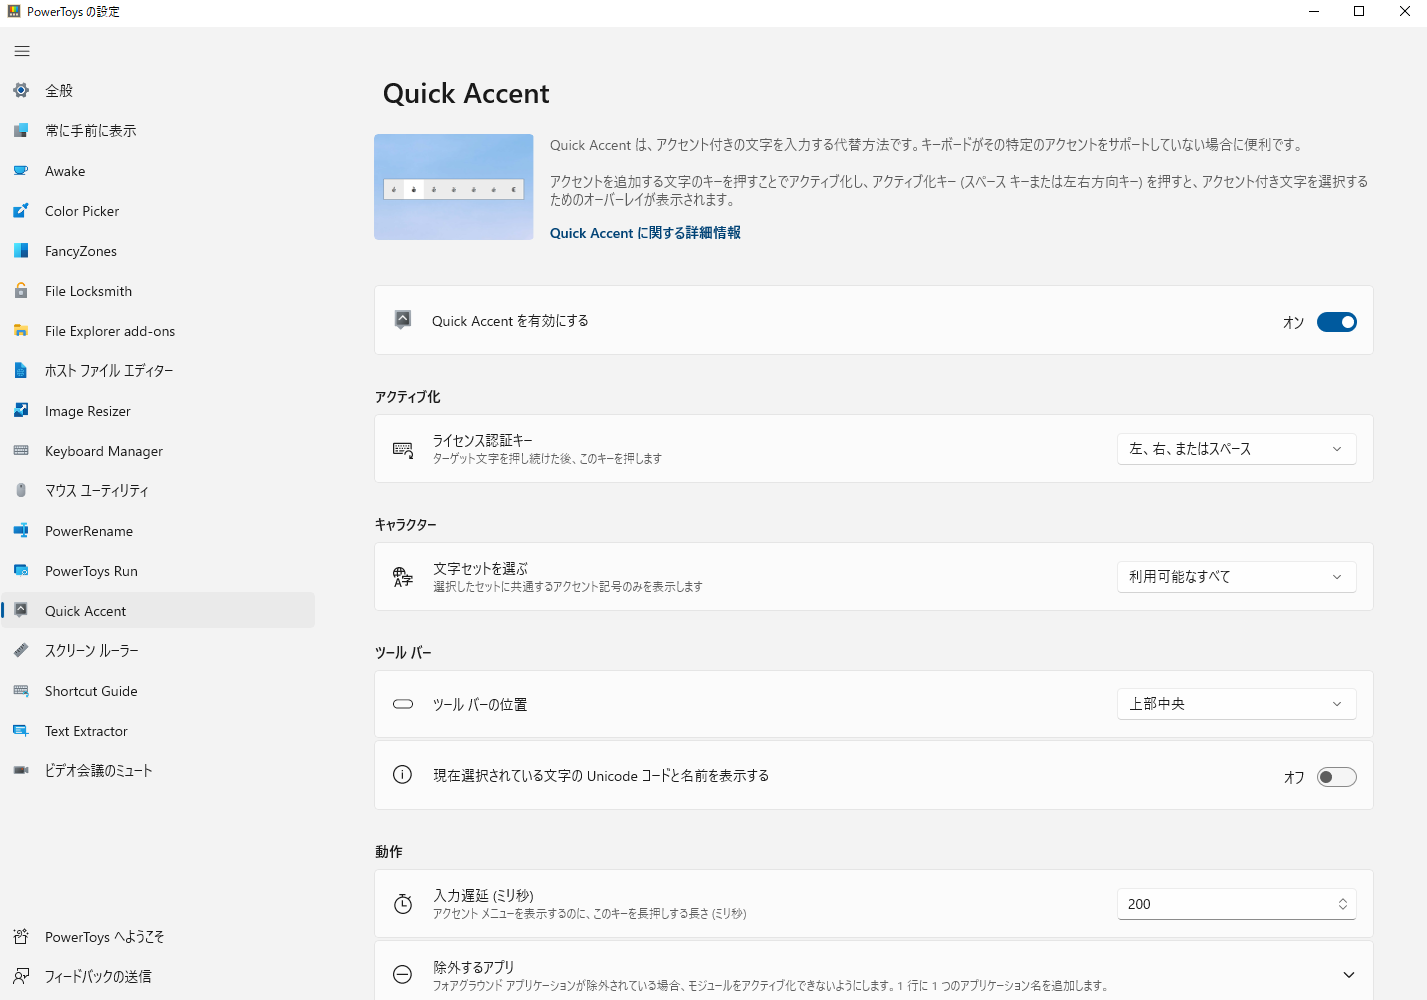 PowerToys の設定
全般
常に手前に表示
Awake
Color Picker
FancyZones
File Locksmith
File Explorer add-ons
ホスト ファイル エディター
Image Resizer
Keyboard Manager
マウス ユーティリティ
PowerRename
PowerToys Run
Quick Accent
スクリーン ルーラー
Shortcut Guide
Text Extractor
ビデオ会議のミュート
PowerToys へようこそ
フィードバックの送信
Quick Accent
Quick Accent は、アクセント付きの文字を入力する代替方法です。キーボードがその特定のアクセントをサポートしていない場合に便利です。
アクセントを追加する文字のキーを押すことでアクティブ化し、アクティブ化キー (スペース キーまたは左右方向キー) を押すと、アクセント付き文字を選択する
ためのオーバーレイが表示されます。
Quick Accent に関する詳細情報
Quick Accent を有効にする
オン
アクティブ化
ライセンス認証キー
ターゲット文字を押し続けた後、このキーを押します
左、右、またはスペース
キャラクター
文字セットを選ぶ
選択したセットに共通するアクセント記号のみを表示します
利用可能なすべて
ツール バー
ツール バーの位置
上部中央
現在選択されている文字の Unicode コードと名前を表示する
オフ
動作
入力遅延 (ミリ秒)
アクセント メニューを表示するのに、このキーを長押しする長さ (ミリ秒)
200
除外するアプリ
フォアグラウンド アプリケーションが除外されている場合、モジュールをアクティブ化できないようにします。1 行に 1 つのアプリケーション名を追加します。